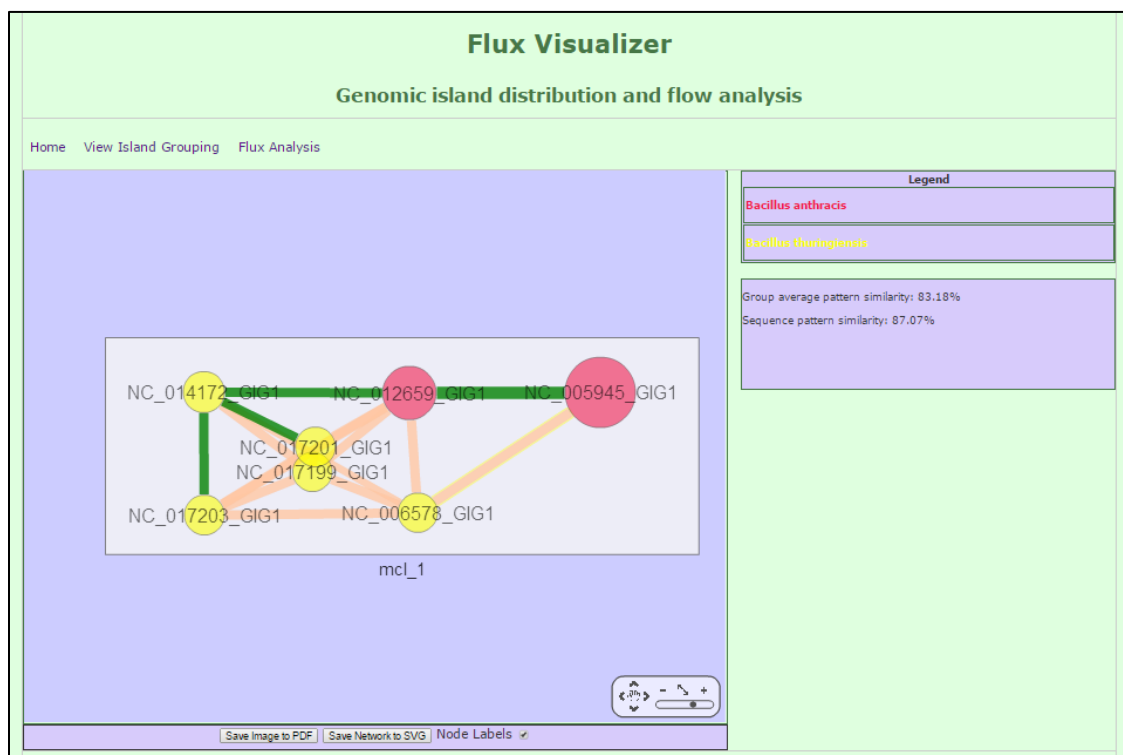 Flux Visualizer
Genomic island distribution and flow analysis
Home View Island Grouping Flux Analysis
Legend
Bacillus anthracis
Bacillus thuringiensis
Group average pattern similarity: 83.18%
Sequence pattern similarity: 87.07%
NC_014172_GIG1 NC_012659_GIG1 NC_005945_GIG1
NC_017201_GIG1
NC_017199_GIG1
NC_017203_GIG1 NC_006578_GIG1
mcl_1
Save Image to PDF Save Network to SVG Node Labels